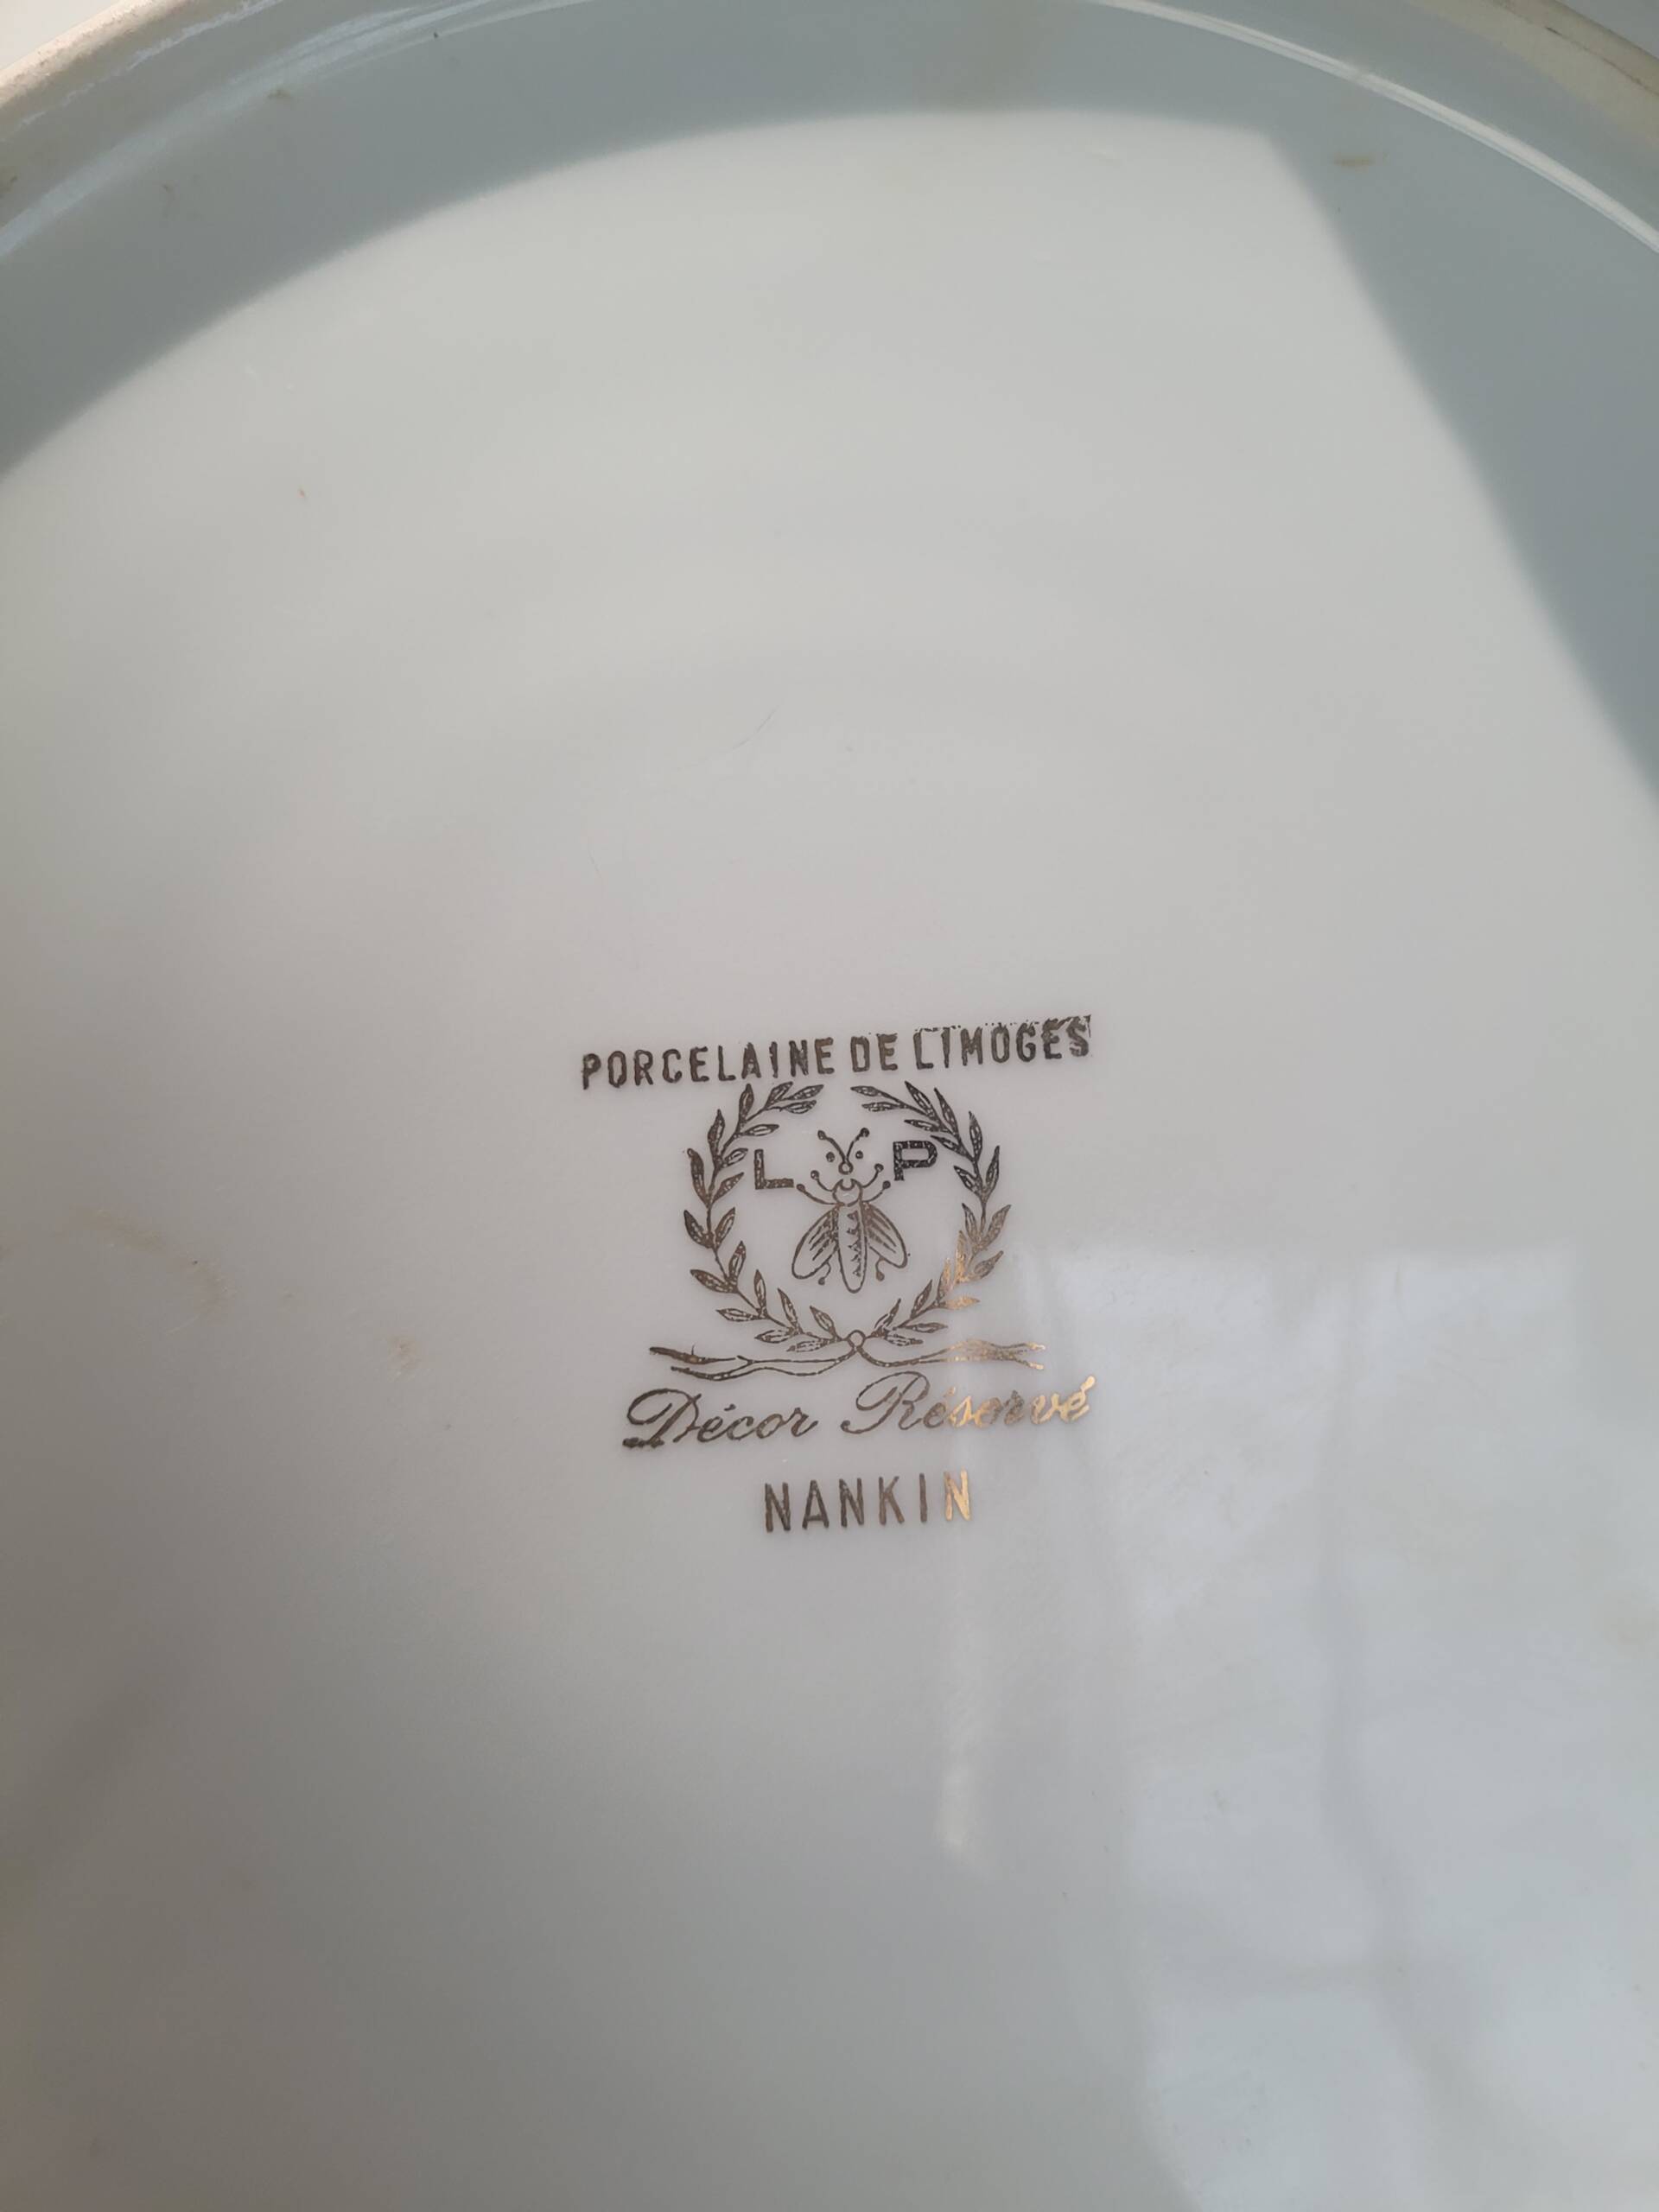 PORCELAINE DE LIMOGES
L P
Décor Réservé
NANKIN